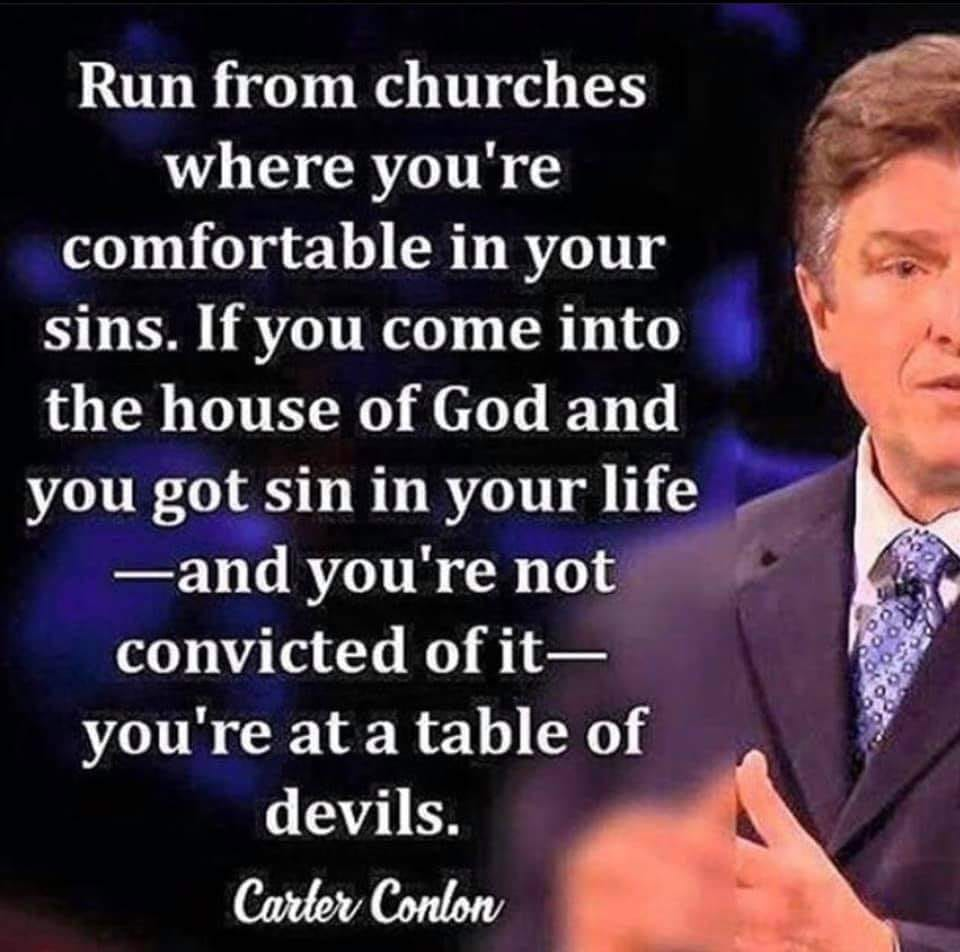 Run from churches
where you're
comfortable in your
sins. If you come into
the house of God and
you got sin in your life
—and you're not
convicted of it—
you're at a table of
devils.
Carter Conlon